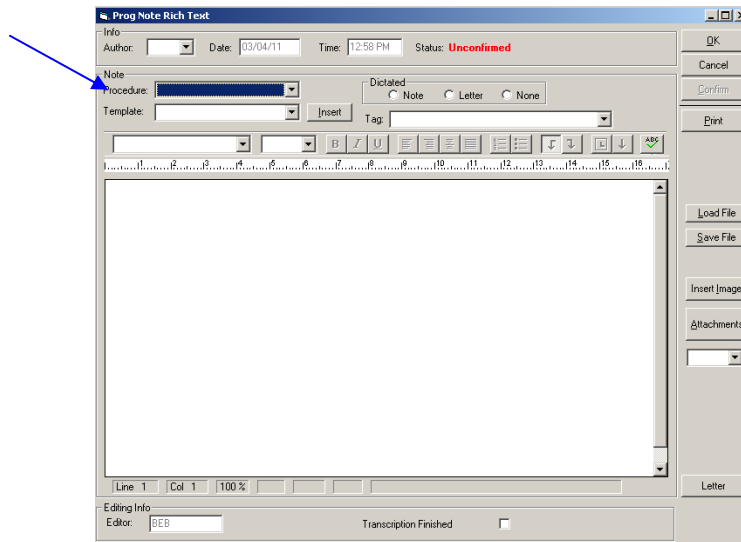 Prog Note Rich Text
Info
Author: Date: 03/04/11 Time: 12:58 PM Status: Unconfirmed
OK
Cancel
Confirm
Note
Procedure:
Dictated
Note Letter None
Template: Insert Tag:
Print
B I U ABC
1 2 3 4 5 6 7 8 9 10 11 12 13 14 15 16
Load File
Save File
Insert Image
Attachments
Line 1 Col 1 100 %
Letter
Editing Info
Editor: BEB Transcription Finished